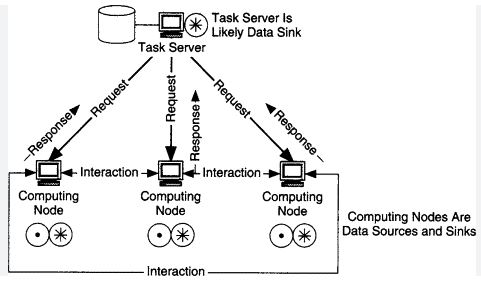 Task Server Is
Likely Data Sink
Task Server
Request
Request
Request
Response
Response
Response
Interaction
Interaction
Computing
Node
Computing
Node
Computing
Node
Computing Nodes Are
Data Sources and Sinks
Interaction